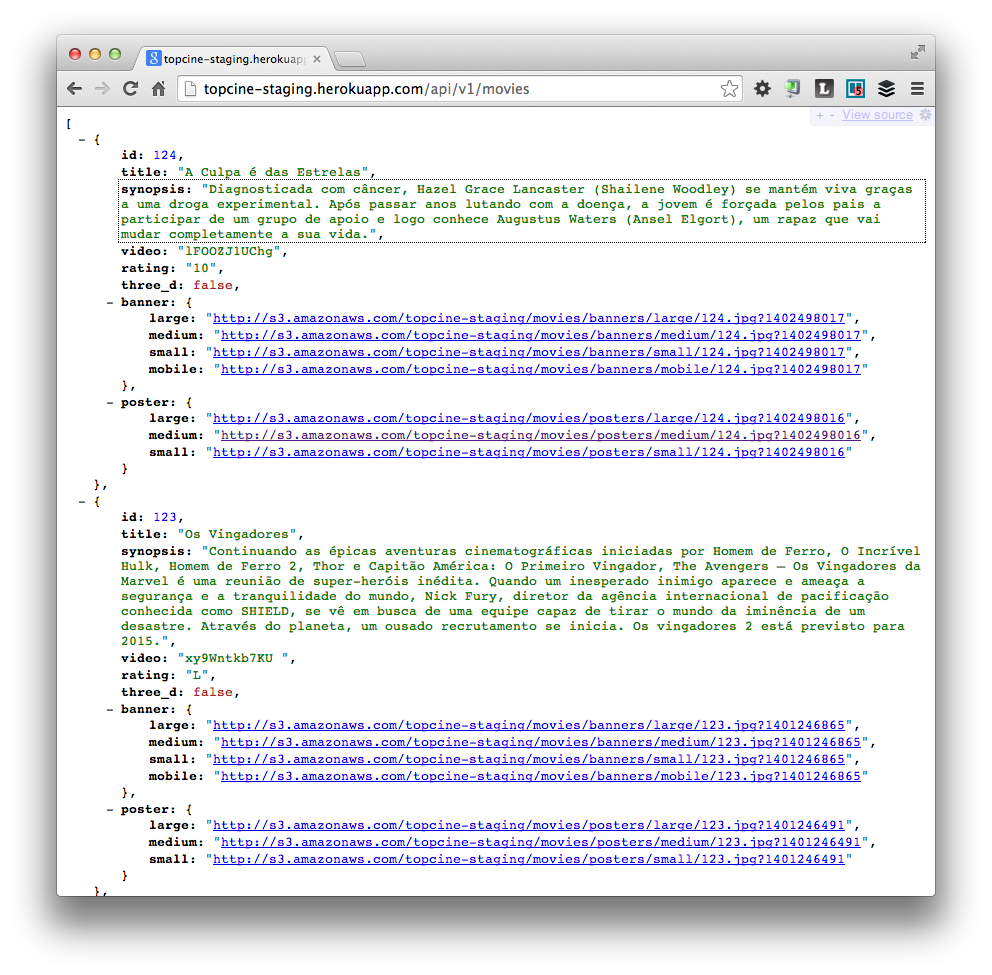 topcine-staging.herokuapp
topcine-staging.herokuapp.com/api/v1/movies
+ - View source
[
- {
id: 124,
title: "A Culpa é das Estrelas",
synopsis: "Diagnosticada com câncer, Hazel Grace Lancaster (Shailene Woodley) se mantém viva graças
a uma droga experimental. Após passar anos lutando com a doença, a jovem é forçada pelos pais a
participar de um grupo de apoio e logo conhece Augustus Waters (Ansel Elgort), um rapaz que vai
mudar completamente a sua vida.",
video: "lFOOZJlUChg",
rating: "10",
three_d: false,
- banner: {
large: "http://s3.amazonaws.com/topcine-staging/movies/banners/large/124.jpg?1402498017",
medium: "http://s3.amazonaws.com/topcine-staging/movies/banners/medium/124.jpg?1402498017",
small: "http://s3.amazonaws.com/topcine-staging/movies/banners/small/124.jpg?1402498017",
mobile: "http://s3.amazonaws.com/topcine-staging/movies/banners/mobile/124.jpg?1402498017"
},
- poster: {
large: "http://s3.amazonaws.com/topcine-staging/movies/posters/large/124.jpg?1402498016",
medium: "http://s3.amazonaws.com/topcine-staging/movies/posters/medium/124.jpg?1402498016",
small: "http://s3.amazonaws.com/topcine-staging/movies/posters/small/124.jpg?1402498016"
}
},
- {
id: 123,
title: "Os Vingadores",
synopsis: "Continuando as épicas aventuras cinematográficas iniciadas por Homem de Ferro, O Incrível
Hulk, Homem de Ferro 2, Thor e Capitão América: O Primeiro Vingador, The Avengers – Os Vingadores da
Marvel é uma reunião de super-heróis inédita. Quando um inesperado inimigo aparece e ameaça a
segurança e a tranquilidade do mundo, Nick Fury, diretor da agência internacional de pacificação
conhecida como SHIELD, se vê em busca de uma equipe capaz de tirar o mundo da iminência de um
desastre. Através do planeta, um ousado recrutamento se inicia. Os vingadores 2 está previsto para
2015.",
video: "xy9Wntkb7KU ",
rating: "L",
three_d: false,
- banner: {
large: "http://s3.amazonaws.com/topcine-staging/movies/banners/large/123.jpg?1401246865",
medium: "http://s3.amazonaws.com/topcine-staging/movies/banners/medium/123.jpg?1401246865",
small: "http://s3.amazonaws.com/topcine-staging/movies/banners/small/123.jpg?1401246865",
mobile: "http://s3.amazonaws.com/topcine-staging/movies/banners/mobile/123.jpg?1401246865"
},
- poster: {
large: "http://s3.amazonaws.com/topcine-staging/movies/posters/large/123.jpg?1401246491",
medium: "http://s3.amazonaws.com/topcine-staging/movies/posters/medium/123.jpg?1401246491",
small: "http://s3.amazonaws.com/topcine-staging/movies/posters/small/123.jpg?1401246491"
}
},